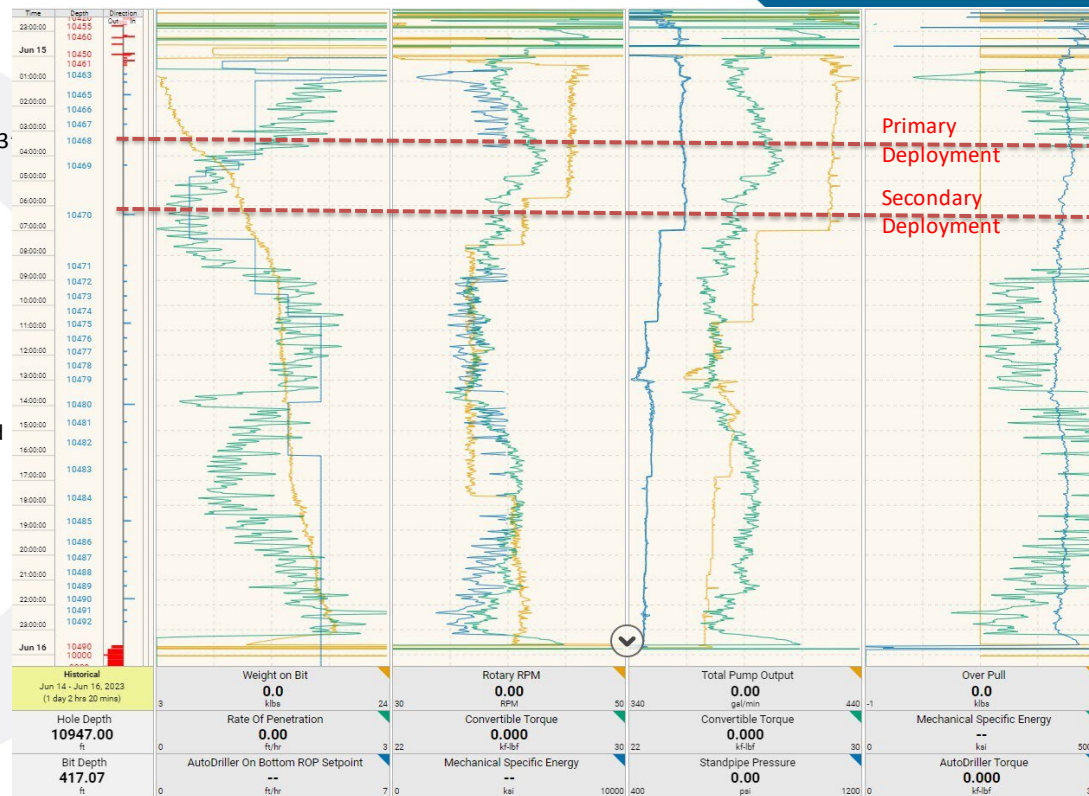 Time Depth Direction
Out In
23:00:00
10455
10460
Jun 15
10450
10461
01:00:00
10463
02:00:00
10465
10466
03:00:00
10467
3
10468
Primary
Deployment
04:00:00
10469
05:00:00
06:00:00
Secondary
Deployment
10470
07:00:00
08:00:00
10471
09:00:00
10472
10:00:00
10473
10474
11:00:00
10475
10476
12:00:00
10477
10478
13:00:00
10479
14:00:00
10480
15:00:00
10481
10482
16:00:00
10483
17:00:00
10484
18:00:00
19:00:00
10485
10486
20:00:00
10487
10488
21:00:00
10489
10490
22:00:00
10491
23:00:00
10492
Jun 16
10490
10000
Historical
Jun 14 - Jun 16, 2023
(1 day 2 hrs 20 mins)
Weight on Bit
0.0
3 klbs 24
Rotary RPM
0.00
30 RPM 50
Total Pump Output
0.00
340 gal/min 440
Over Pull
0.0
-1 klbs
Hole Depth
10947.00
ft
Rate Of Penetration
0.00
0 ft/hr 3
Convertible Torque
0.000
22 kf-lbf 30
Convertible Torque
0.000
22 kf-lbf 30
Mechanical Specific Energy
--
0 ksi 500
Bit Depth
417.07
ft
AutoDriller On Bottom ROP Setpoint
--
0 ft/hr 7
Mechanical Specific Energy
--
0 ksi 10000
Standpipe Pressure
0.00
400 psi 1200
AutoDriller Torque
0.000
0 kf-lbf